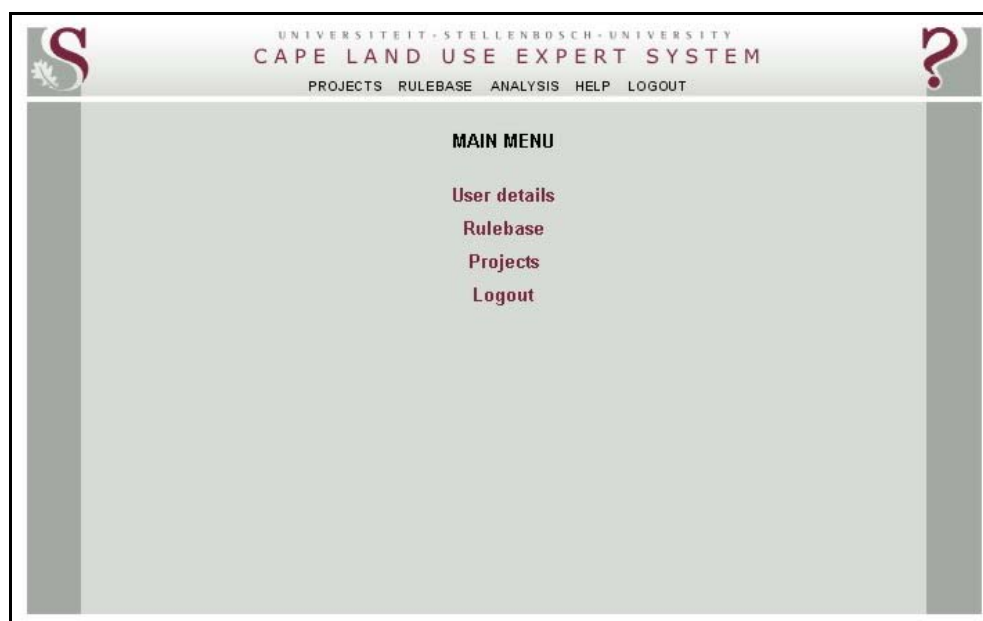 UNIVERSITEIT·STELLENBOSCH·UNIVERSITY
CAPE LAND USE EXPERT SYSTEM
PROJECTS RULEBASE ANALYSIS HELP LOGOUT
MAIN MENU
User details
Rulebase
Projects
Logout